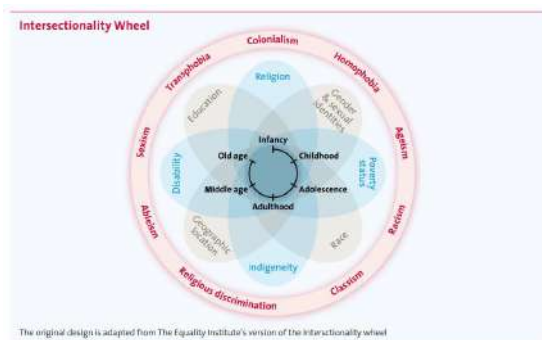 Intersectionality Wheel
Colonialism
Homophobia
Ageism
Racism
Classism
Religious discrimination
Ableism
Sexism
Transphobia
Religion
Gender
& sexual
identities
Poverty
status
Race
Indigeneity
Geographic
location
Disability
Education
Infancy
Childhood
Adolescence
Adulthood
Middle age
Old age
The original design is adapted from The Equality Institute's version of the Intersctionality wheel